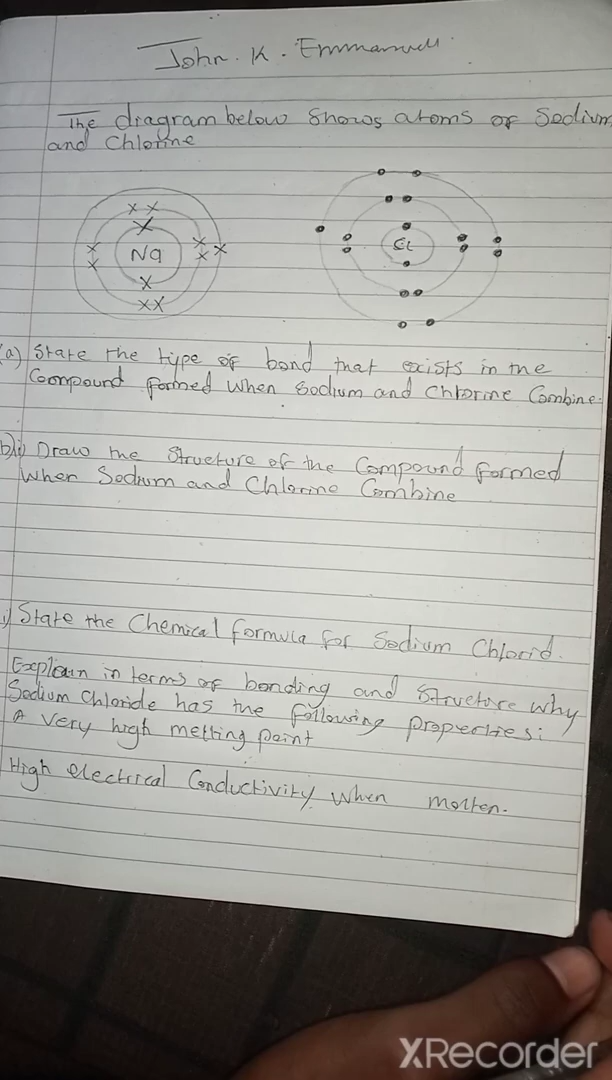 John. K. Emmanuel.
The diagram below shows atoms of Sodium
and Chlorine
Na
Cl
(a) State the type of bond that exists in the
Compound formed when Sodium and Chlorine Combine.
b)i) Draw the Structure of the Compound formed
when Sodium and Chlorine Combine
i) State the Chemical formula for Sodium Chlorid.
Explain in terms of bonding and Structure why
Sodium Chloride has the following properties:
A very high melting point
High electrical Conductivity when molten.
XRecorder